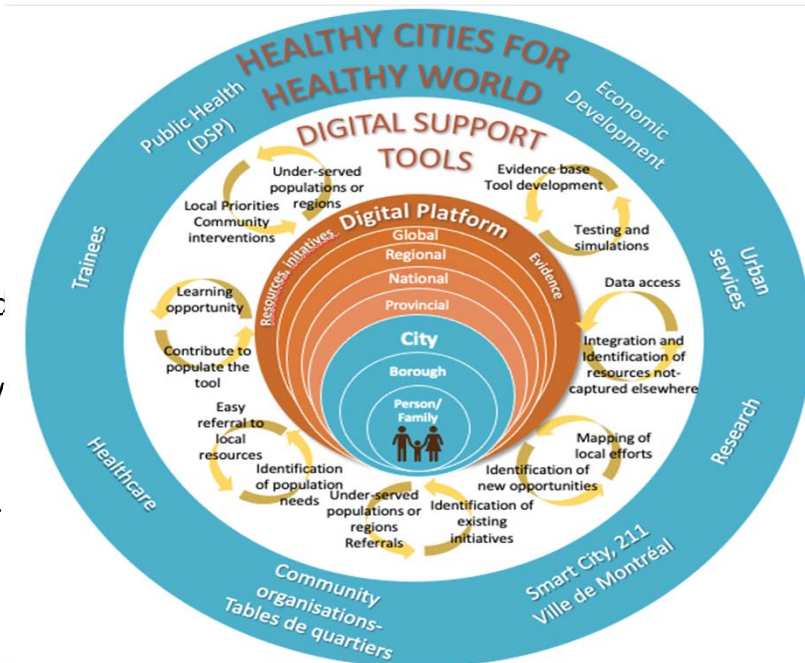 HEALTHY CITIES FOR
HEALTHY WORLD
Public Health
(DSP)
Economic
Development
Trainees
Urban
services
Healthcare
Research
Community
organisations-
Tables de quartiers
Smart City, 211
Ville de Montréal
DIGITAL SUPPORT
TOOLS
Under-served
populations or
regions
Local Priorities
Community
interventions
Evidence base
Tool development
Testing and
simulations
Learning
opportunity
Contribute to
populate the
tool
Data access
Integration and
Identification of
resources not-
captured elsewhere
Easy
referral to
local
resources
Identification
of population
needs
Mapping of
local efforts
Identification of
new opportunities
Under-served
populations or
regions
Referrals
Identification of
existing
initiatives
Digital Platform
Resources, initatives
Evidence
Global
Regional
National
Provincial
City
Borough
Person/
Family